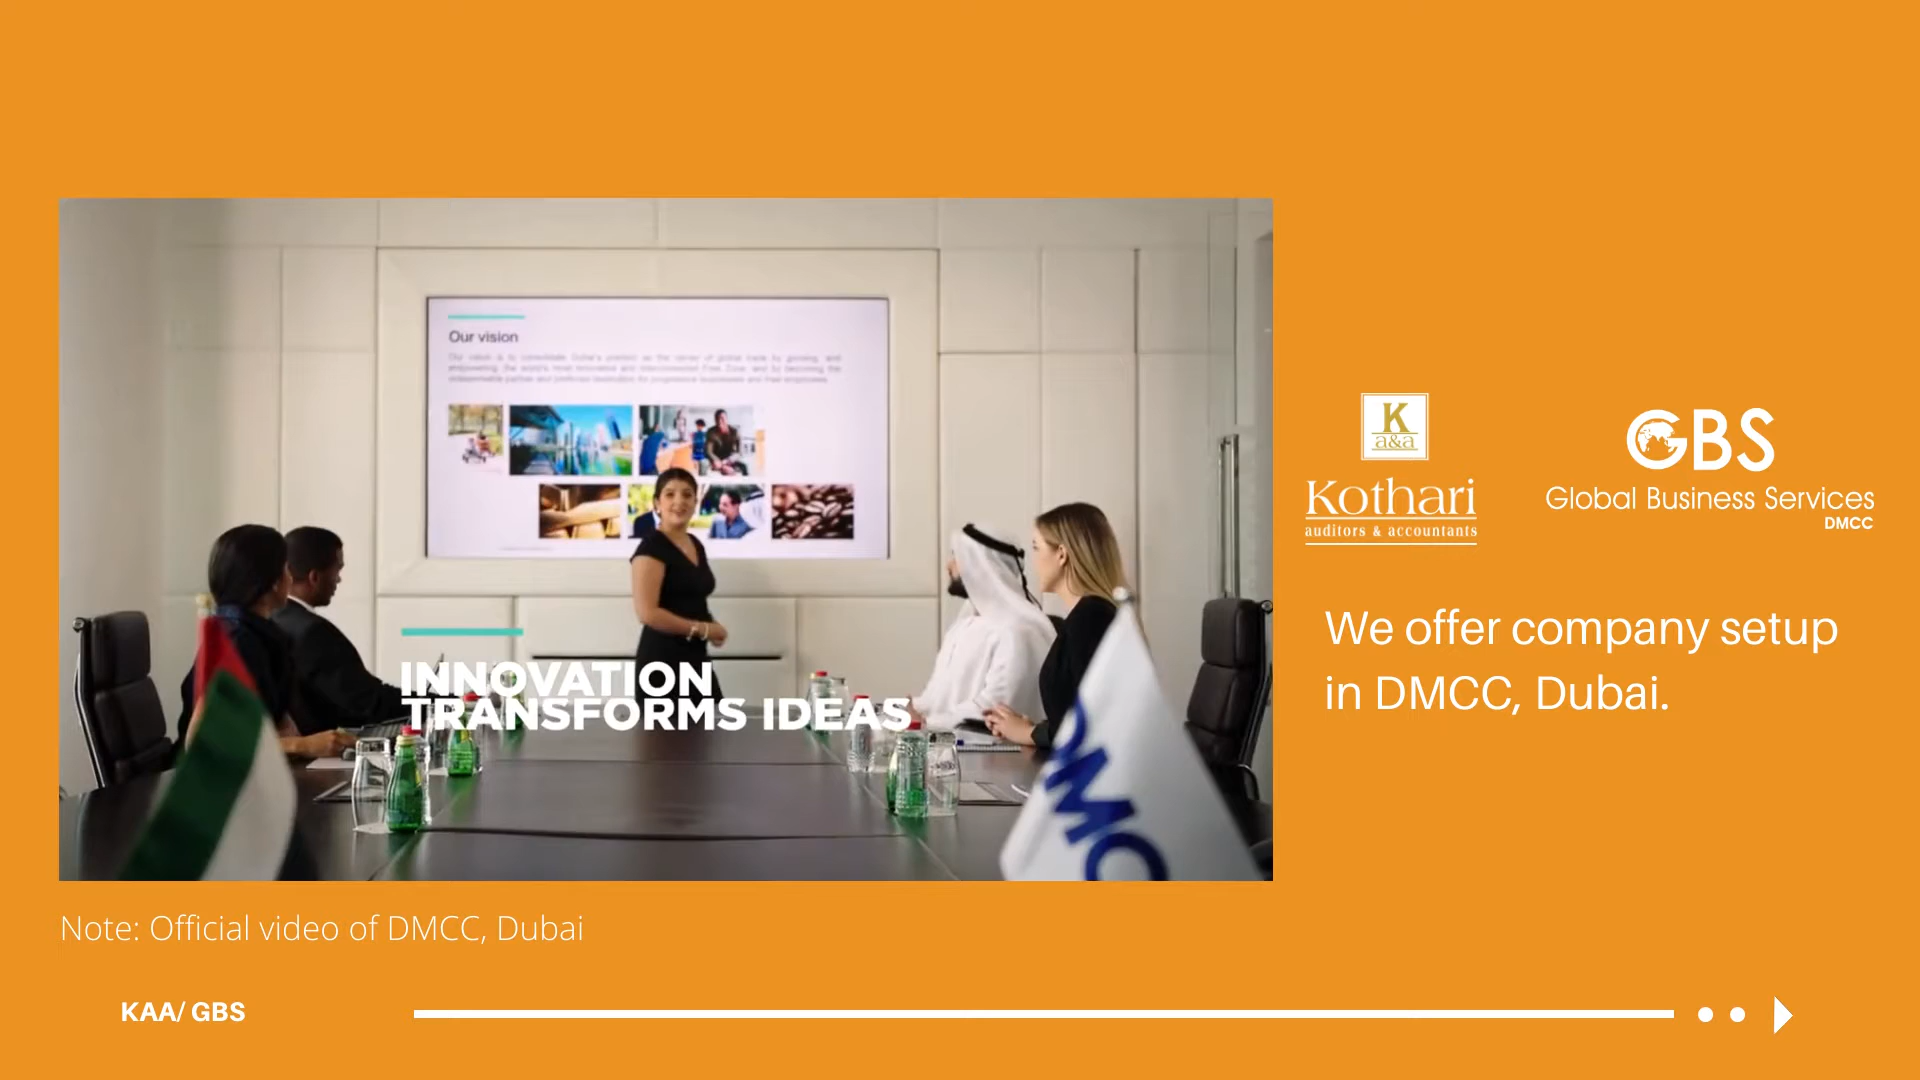 Our vision
INNOVATION
TRANSFORMS IDEAS
DMC
K
a&a
Kothari
auditors & accountants
GBS
Global Business Services
DMCC
We offer company setup
in DMCC, Dubai.
Note: Official video of DMCC, Dubai
KAA/ GBS